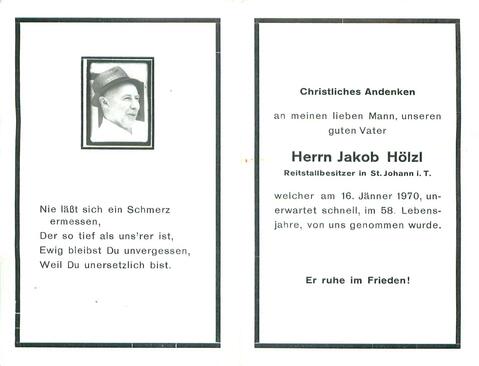 Nie läßt sich ein Schmerz
ermessen,
Der so tief als uns'rer ist,
Ewig bleibst Du unvergessen,
Weil Du unersetzlich bist.
Christliches Andenken
an meinen lieben Mann, unseren
guten Vater
Herrn Jakob Hölzl
Reitstallbesitzer in St. Johann i. T.
welcher am 16. Jänner 1970, un-
erwartet schnell, im 58. Lebens-
jahre, von uns genommen wurde.
Er ruhe im Frieden!